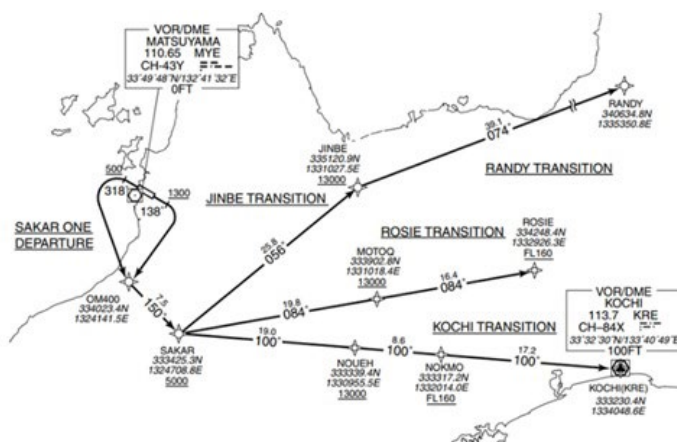 VOR/DME
MATSUYAMA
110.65 MYE
CH-43Y
33°49'48"N/132°41'32"E
0FT
500
318°
138°
1300
SAKAR ONE
DEPARTURE
OM400
334023.4N
1324141.5E
7.5
150°
SAKAR
333425.3N
1324708.8E
5000
JINBE TRANSITION
25.8
056°
JINBE
335120.9N
1331027.5E
13000
39.1
074°
RANDY
340634.8N
1335350.8E
RANDY TRANSITION
ROSIE TRANSITION
19.8
084°
MOTOQ
333902.8N
1331018.4E
13000
16.4
084°
ROSIE
334248.4N
1332926.3E
FL160
KOCHI TRANSITION
19.0
100°
NOUEH
333339.4N
1330955.5E
13000
8.6
100°
NOKMO
333317.2N
1332014.0E
FL160
17.2
100°
VOR/DME
KOCHI
113.7 KRE
CH-84X
33°32'30"N/133°40'49"E
100FT
KOCHI(KRE)
333230.4N
1334048.6E